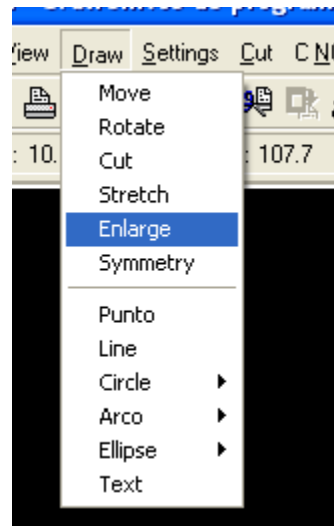 View Draw Settings Cut CN
: 10. : 107.7
Move
Rotate
Cut
Stretch
Enlarge
Symmetry
Punto
Line
Circle
Arco
Ellipse
Text